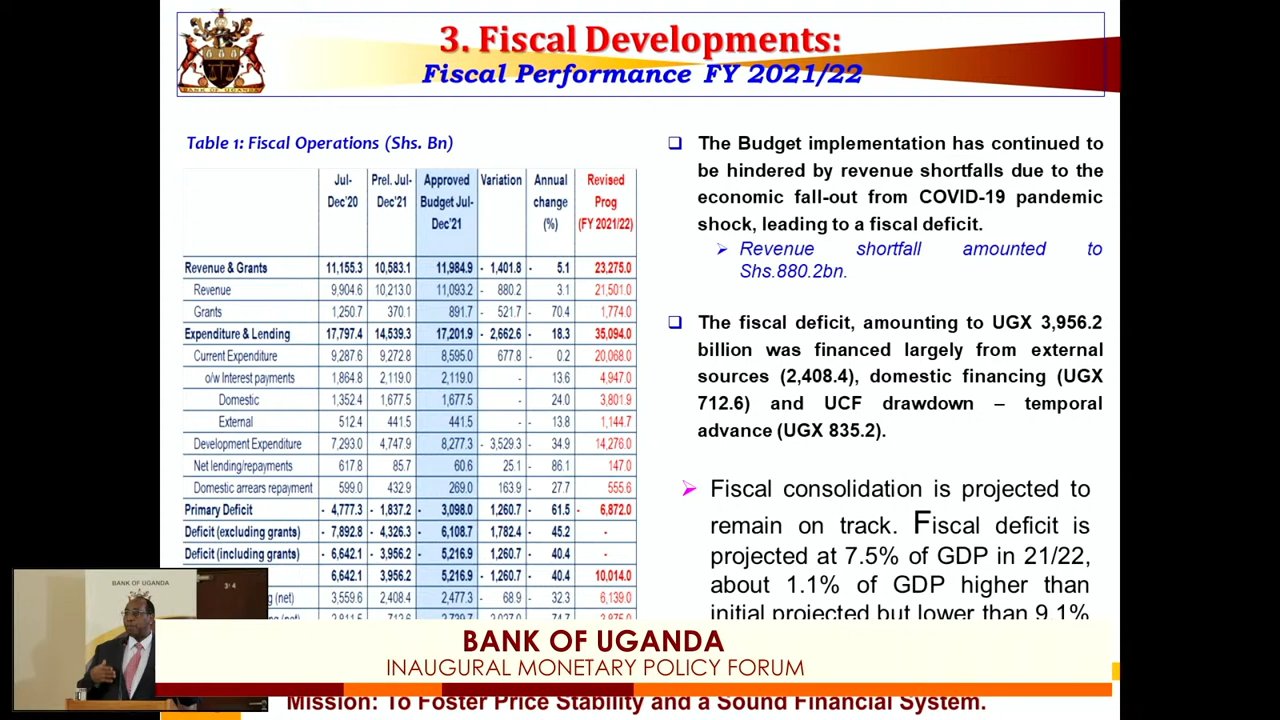 3. Fiscal Developments:
Fiscal Performance FY 2021/22
BANK OF UGANDA
Table 1: Fiscal Operations (Shs. Bn)
Jul-Dec'20 Prel. Jul-Dec'21 Approved Budget Jul-Dec'21 Variation Annual change (%) Revised Prog (FY 2021/22)
Revenue & Grants 11,155.3 10,583.1 11,984.9 - 1,401.8 - 5.1 23,275.0
Revenue 9,904.6 10,213.0 11,093.2 - 880.2 3.1 21,501.0
Grants 1,250.7 370.1 891.7 - 521.7 - 70.4 1,774.0
Expenditure & Lending 17,797.4 14,539.3 17,201.9 - 2,662.6 - 18.3 35,094.0
Current Expenditure 9,287.6 9,272.8 8,595.0 677.8 - 0.2 20,068.0
o/w Interest payments 1,864.8 2,119.0 2,119.0 - 13.6 4,947.0
Domestic 1,352.4 1,677.5 1,677.5 - 24.0 3,801.9
External 512.4 441.5 441.5 - - 13.8 1,144.7
Development Expenditure 7,293.0 4,747.9 8,277.3 - 3,529.3 - 34.9 14,276.0
Net lending/repayments 617.8 85.7 60.6 25.1 - 86.1 147.0
Domestic arrears repayment 599.0 432.9 269.0 163.9 - 27.7 555.6
Primary Deficit - 4,777.3 - 1,837.2 - 3,098.0 1,260.7 - 61.5 - 6,872.0
Deficit (excluding grants) - 7,892.8 - 4,326.3 - 6,108.7 1,782.4 - 45.2 -
Deficit (including grants) - 6,642.1 - 3,956.2 - 5,216.9 1,260.7 - 40.4 -
6,642.1 3,956.2 5,216.9 - 1,260.7 - 40.4 10,014.0
(net) 3,559.6 2,408.4 2,477.3 - 68.9 - 32.3 6,139.0
❑ The Budget implementation has continued to
be hindered by revenue shortfalls due to the
economic fall-out from COVID-19 pandemic
shock, leading to a fiscal deficit.
➢ Revenue shortfall amounted to
Shs.880.2bn.
❑ The fiscal deficit, amounting to UGX 3,956.2
billion was financed largely from external
sources (2,408.4), domestic financing (UGX
712.6) and UCF drawdown – temporal
advance (UGX 835.2).
➢ Fiscal consolidation is projected to
remain on track. Fiscal deficit is
projected at 7.5% of GDP in 21/22,
about 1.1% of GDP higher than
initial projected but lower than 9.1%
BANK OF UGANDA
BANK OF UGANDA
INAUGURAL MONETARY POLICY FORUM
Mission: To Foster Price Stability and a Sound Financial System.